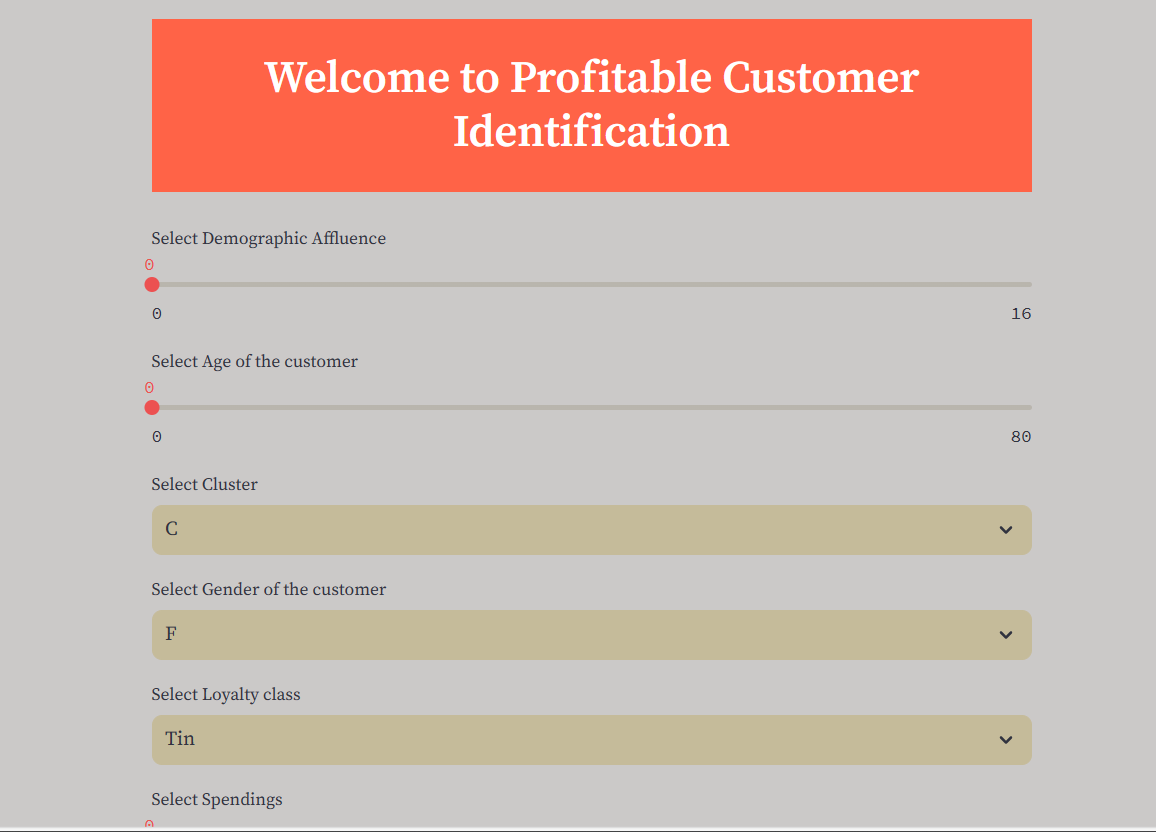 Welcome to Profitable Customer
Identification
Select Demographic Affluence
0
0 16
Select Age of the customer
0
0 80
Select Cluster
C
Select Gender of the customer
F
Select Loyalty class
Tin
Select Spendings
0